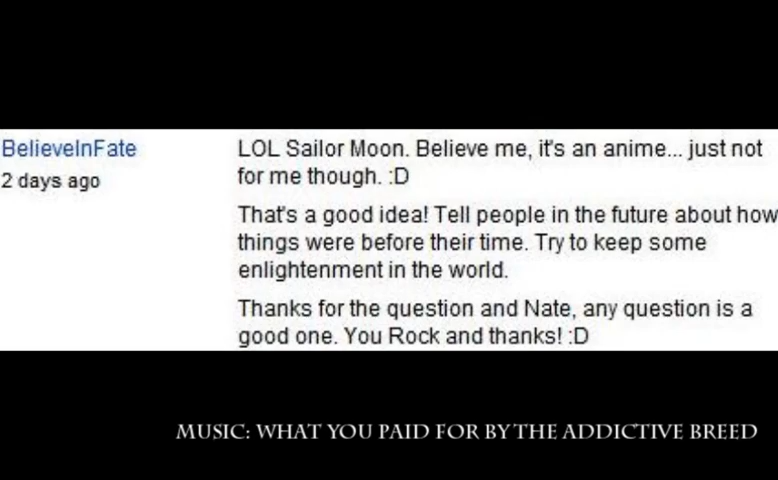 BelieveInFate
2 days ago
LOL Sailor Moon. Believe me, it's an anime... just not
for me though. :D
That's a good idea! Tell people in the future about how
things were before their time. Try to keep some
enlightenment in the world.
Thanks for the question and Nate, any question is a
good one. You Rock and thanks! :D
MUSIC: WHAT YOU PAID FOR BY THE ADDICTIVE BREED